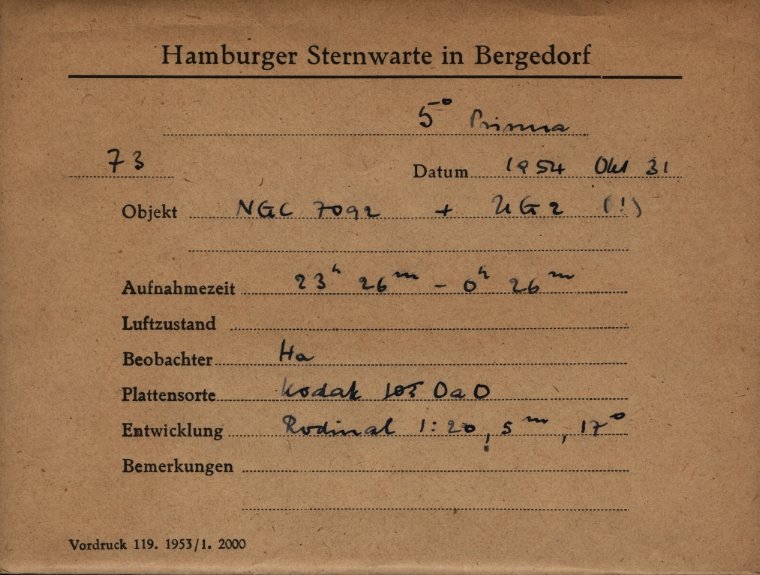 Hamburger Sternwarte in Bergedorf
5° Prisma
73 Datum 1954 Okt 31
Objekt NGC 7092 + UG2 (!)
Aufnahmezeit 23h 26m - 0h 26m
Luftzustand
Beobachter Ha
Plattensorte Kodak 103 OaO
Entwicklung Rodinal 1:20, 5m, 17°
Bemerkungen
Vordruck 119. 1953/1. 2000